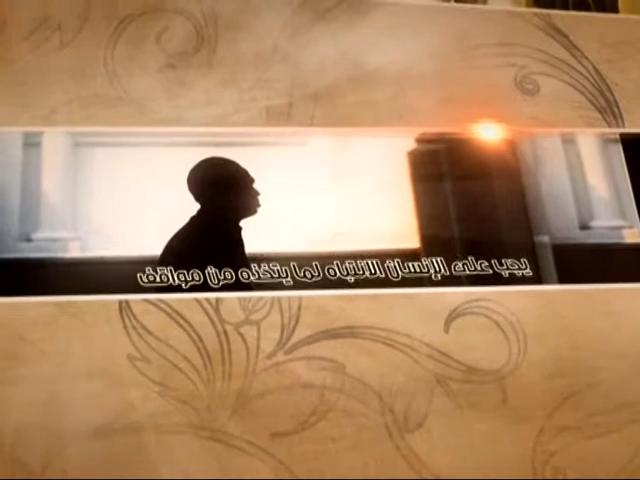 يجب على الإنسان الانتباه لما يتخذه من مواقف